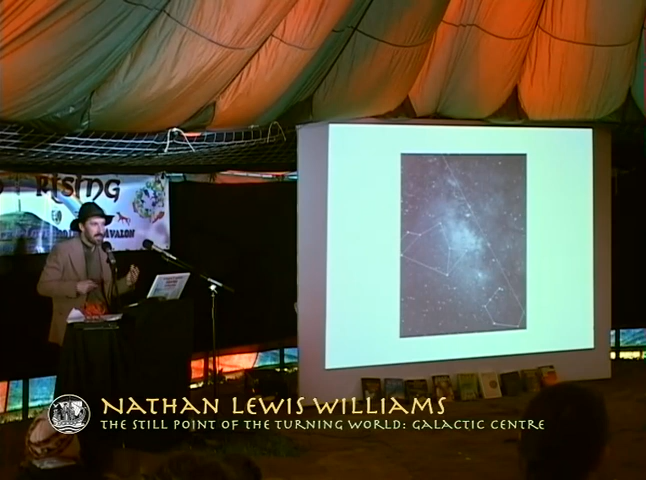 RISING
AVALON
NATHAN LEWIS WILLIAMS
THE STILL POINT OF THE TURNING WORLD: GALACTIC CENTRE